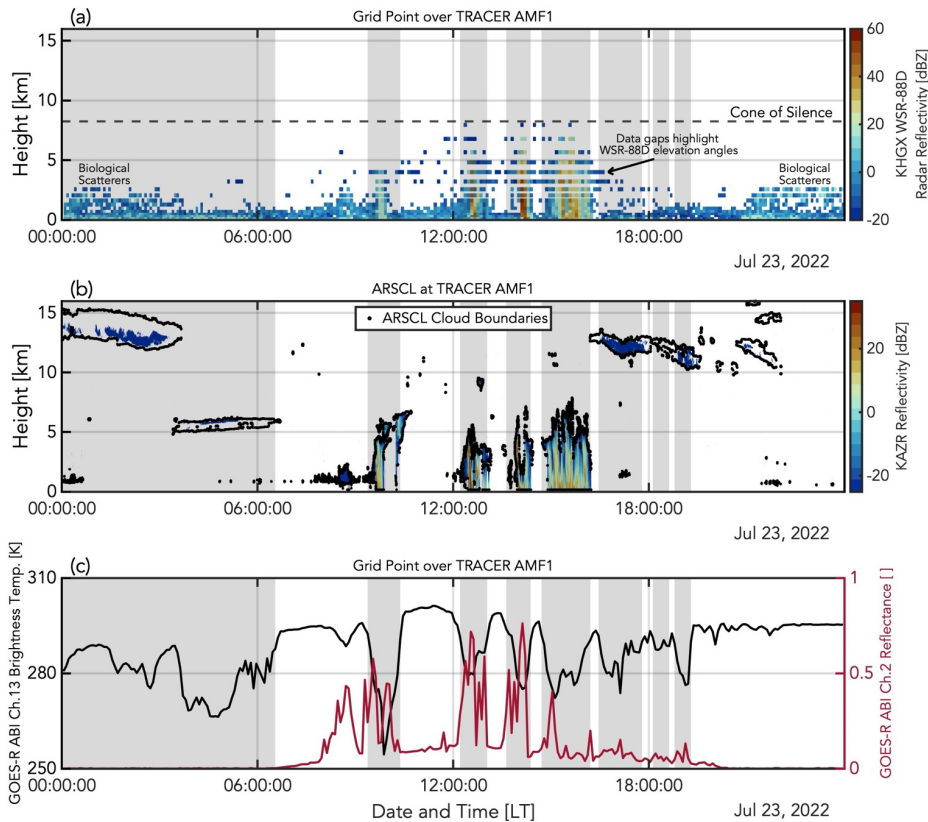 (a)
Grid Point over TRACER AMF1
15
10
5
0
Height [km]
Cone of Silence
Data gaps highlight
WSR-88D elevation angles
Biological
Scatterers
Biological
Scatterers
00:00:00
06:00:00
12:00:00
18:00:00
Jul 23, 2022
60
40
20
0
-20
KHGX WSR-88D
Radar Reflectivity [dBZ]
(b)
ARSCL at TRACER AMF1
ARSCL Cloud Boundaries
15
10
5
0
Height [km]
00:00:00
06:00:00
12:00:00
18:00:00
Jul 23, 2022
20
0
-20
KAZR Reflectivity [dBZ]
(c)
Grid Point over TRACER AMF1
310
280
250
GOES-R ABI Ch.13 Brightness Temp. [K]
1
0.5
0
GOES-R ABI Ch.2 Reflectance [ ]
00:00:00
06:00:00
12:00:00
18:00:00
Date and Time [LT]
Jul 23, 2022